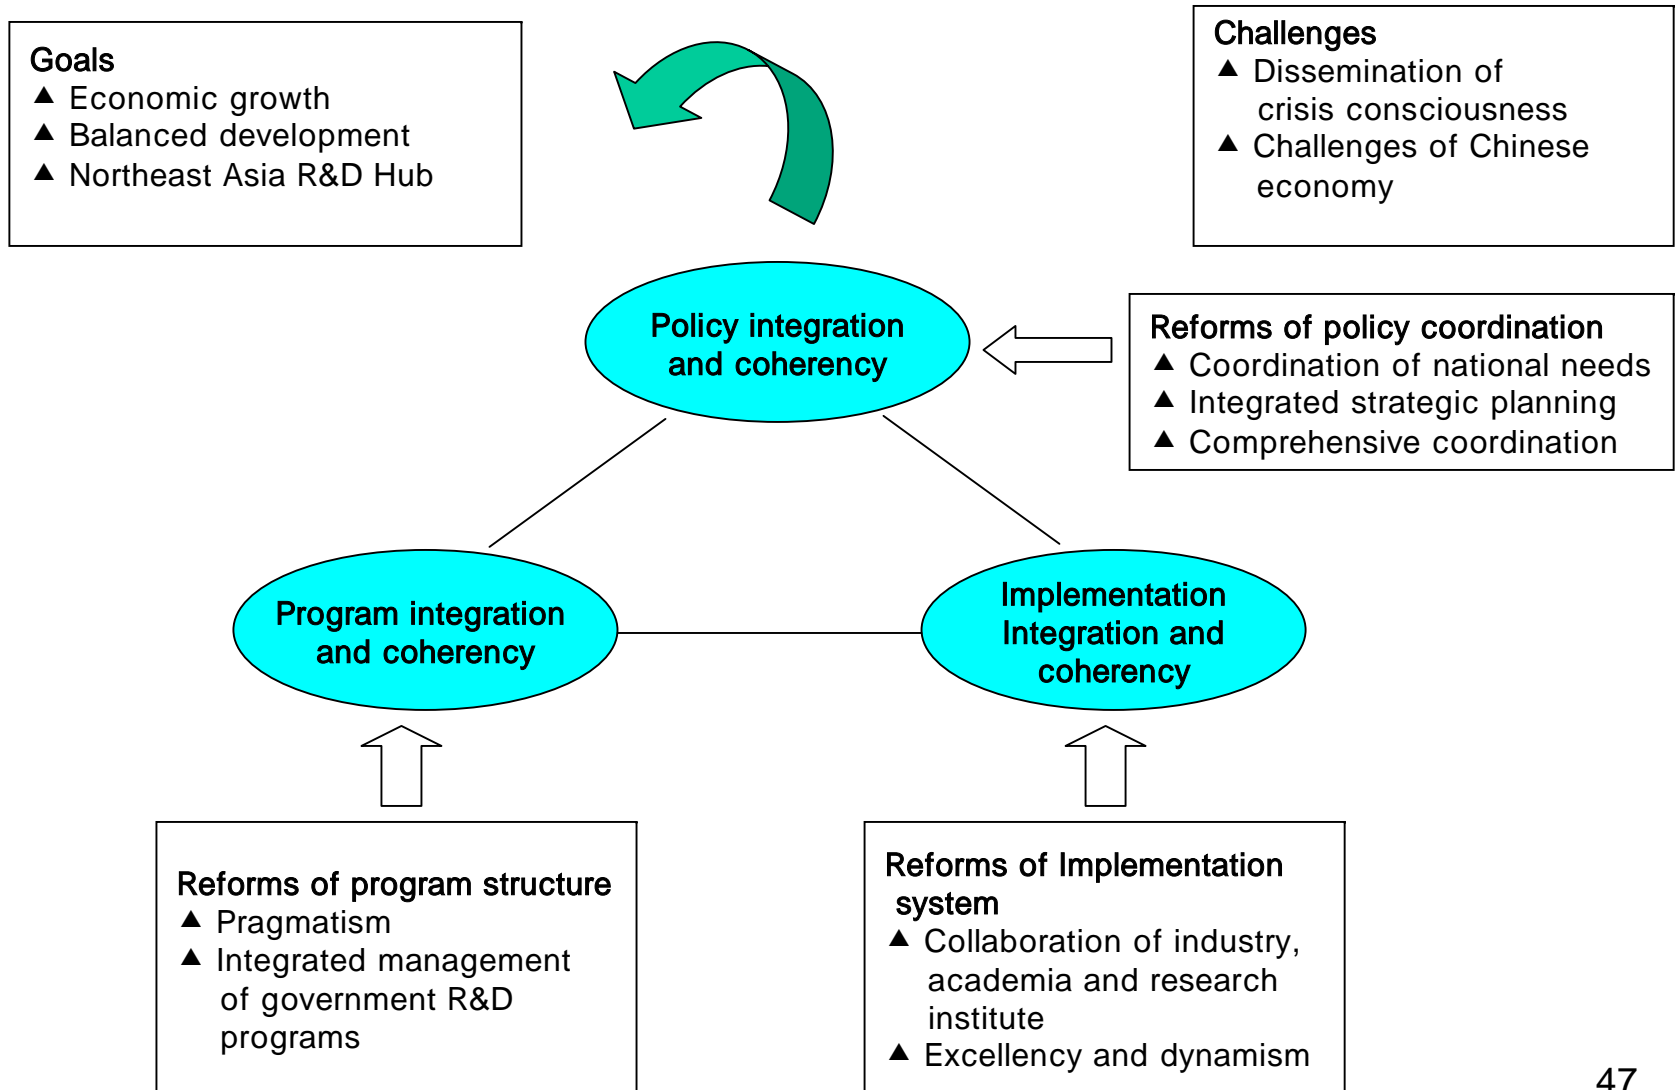 Goals
▲ Economic growth
▲ Balanced development
▲ Northeast Asia R&D Hub
Challenges
▲ Dissemination of
crisis consciousness
▲ Challenges of Chinese
economy
Policy integration
and coherency
Reforms of policy coordination
▲ Coordination of national needs
▲ Integrated strategic planning
▲ Comprehensive coordination
Program integration
and coherency
Implementation
Integration and
coherency
Reforms of program structure
▲ Pragmatism
▲ Integrated management
of government R&D
programs
Reforms of Implementation
system
▲ Collaboration of industry,
academia and research
institute
▲ Excellency and dynamism
47